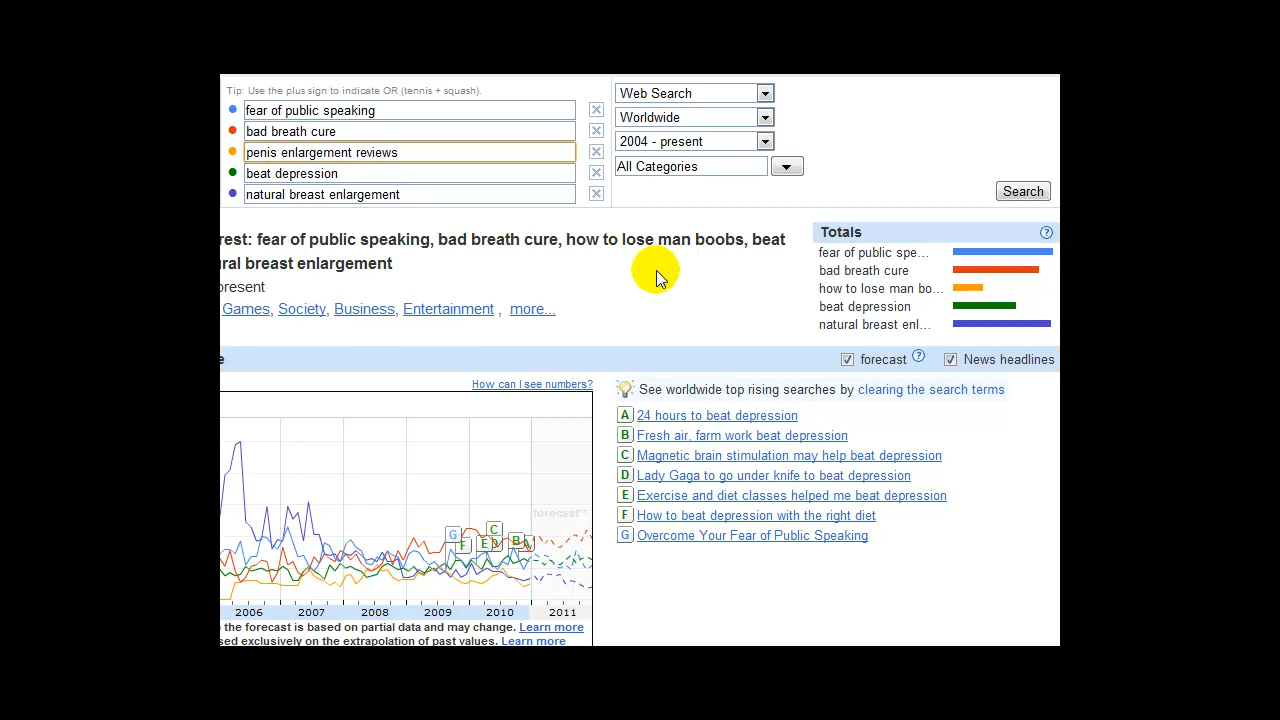 Tip: Use the plus sign to indicate OR (tennis + squash).
fear of public speaking
bad breath cure
penis enlargement reviews
beat depression
natural breast enlargement
Web Search
Worldwide
2004 - present
All Categories
Search
rest: fear of public speaking, bad breath cure, how to lose man boobs, beat
ural breast enlargement
present
Games, Society, Business, Entertainment , more...
Totals
fear of public spe...
bad breath cure
how to lose man bo...
beat depression
natural breast enl...
e
forecast ? News headlines
How can I see numbers?
See worldwide top rising searches by clearing the search terms
A 24 hours to beat depression
B Fresh air, farm work beat depression
C Magnetic brain stimulation may help beat depression
D Lady Gaga to go under knife to beat depression
E Exercise and diet classes helped me beat depression
F How to beat depression with the right diet
G Overcome Your Fear of Public Speaking
forecast
G F E D C B A
2006 2007 2008 2009 2010 2011
the forecast is based on partial data and may change. Learn more
sed exclusively on the extrapolation of past values. Learn more